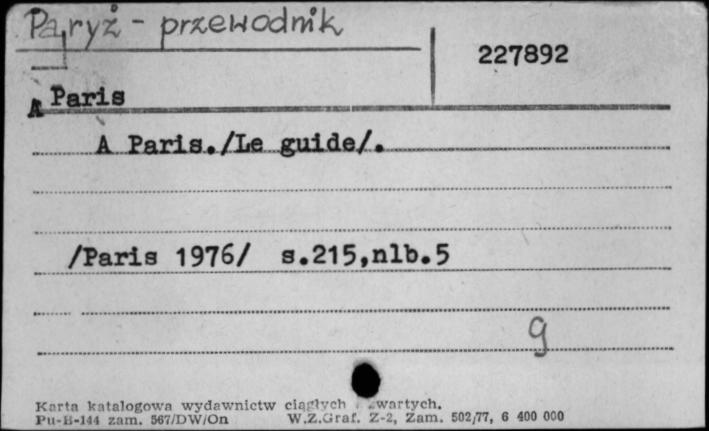 Paryż - przewodnik
227892
A Paris
A Paris./Le guide/.
/Paris 1976/ s.215,nlb.5
g
Karta katalogowa wydawnictw ciągłych zwartych.
Pu-B-144 zam. 567/DW/On W.Z.Graf. Z-2, Zam. 502/77, 6 400 000